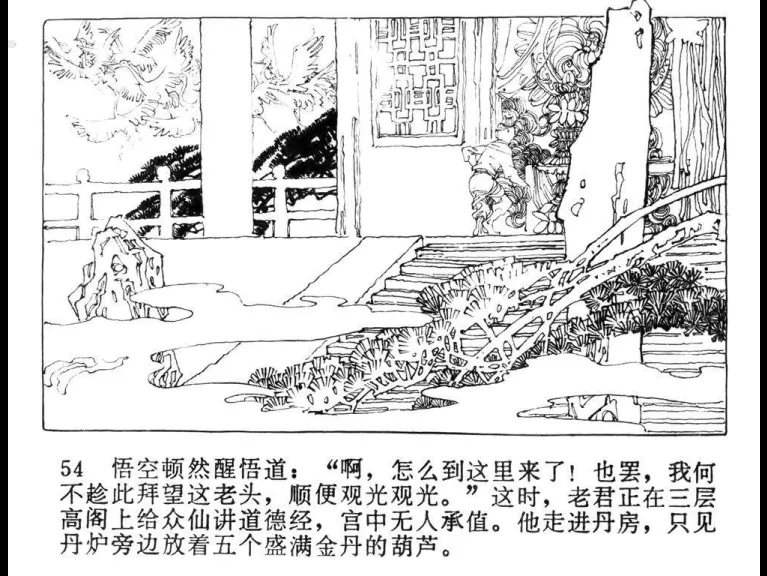 54 悟空顿然醒悟道：“啊，怎么到这里来了！也罢，我何
不趁此拜望这老头，顺便观光观光。”这时，老君正在三层
高阁上给众仙讲道德经，宫中无人承值。他走进丹房，只见
丹炉旁边放着五个盛满金丹的葫芦。